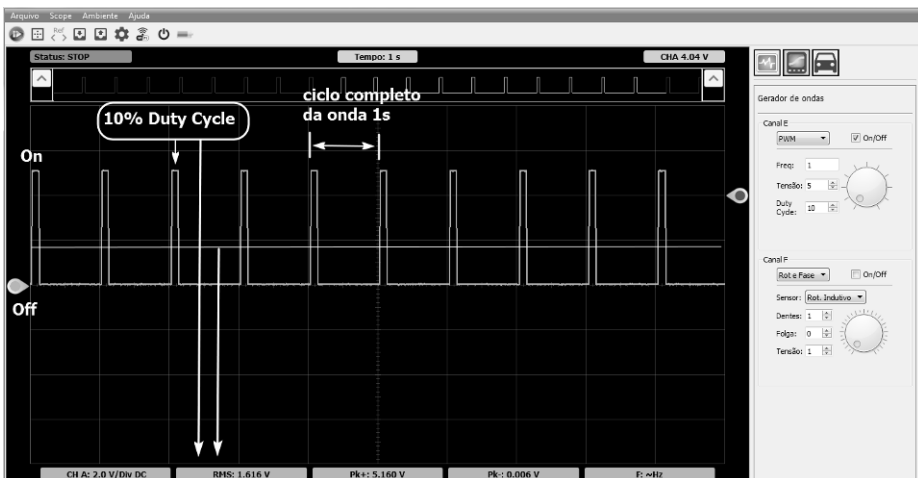 Arquivo Scope Ambiente Ajuda
Ref
Status: STOP
Tempo: 1 s
CHA 4.04 V
ciclo completo
da onda 1s
10% Duty Cycle
On
Off
CH A: 2.0 V/Div DC
RMS: 1.616 V
Pk+: 5.160 V
Pk-: 0.006 V
F: ~Hz
Gerador de ondas
Canal E
PWM
On/Off
Freq: 1
Tensão: 5
Duty
Cycle: 10
Canal F
Rot e Fase
On/Off
Sensor: Rot. Indutivo
Dentes: 1
Folga: 0
Tensão: 1